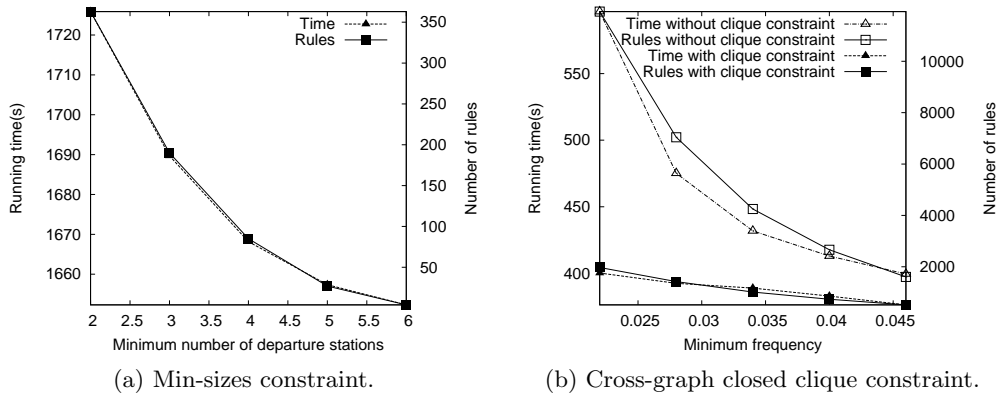 1720
1710
1700
1690
1680
1670
1660
Running time(s)
2 2.5 3 3.5 4 4.5 5 5.5 6
Minimum number of departure stations
350
300
250
200
150
100
50
Number of rules
Time
Rules
(a) Min-sizes constraint.
550
500
450
400
Running time(s)
0.025 0.03 0.035 0.04 0.045
Minimum frequency
10000
8000
6000
4000
2000
Number of rules
Time without clique constraint
Rules without clique constraint
Time with clique constraint
Rules with clique constraint
(b) Cross-graph closed clique constraint.